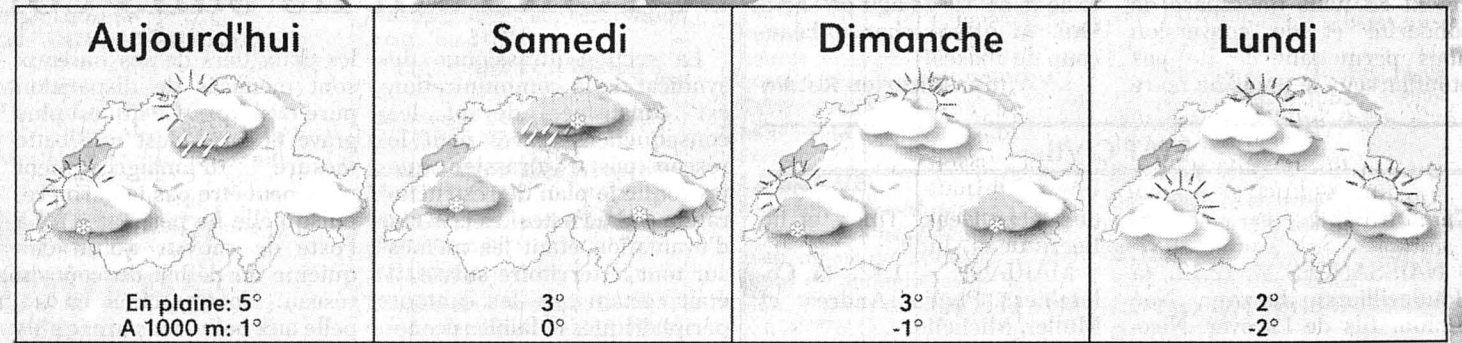 Aujourd'hui
En plaine: 5°
A 1000 m: 1°
Samedi
3°
0°
Dimanche
3°
-1°
Lundi
2°
-2°